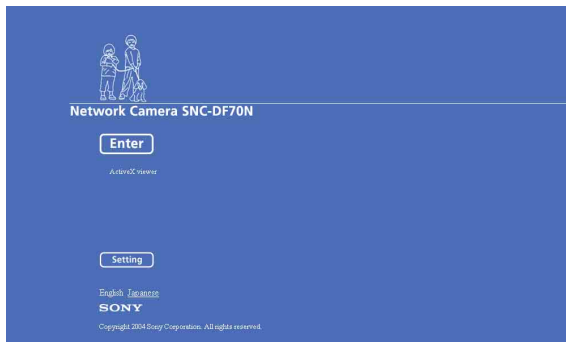 Network Camera SNC-DF70N
Enter
ActiveX viewer
Setting
English Japanese
SONY
Copyright 2004 Sony Corporation. All rights reserved.